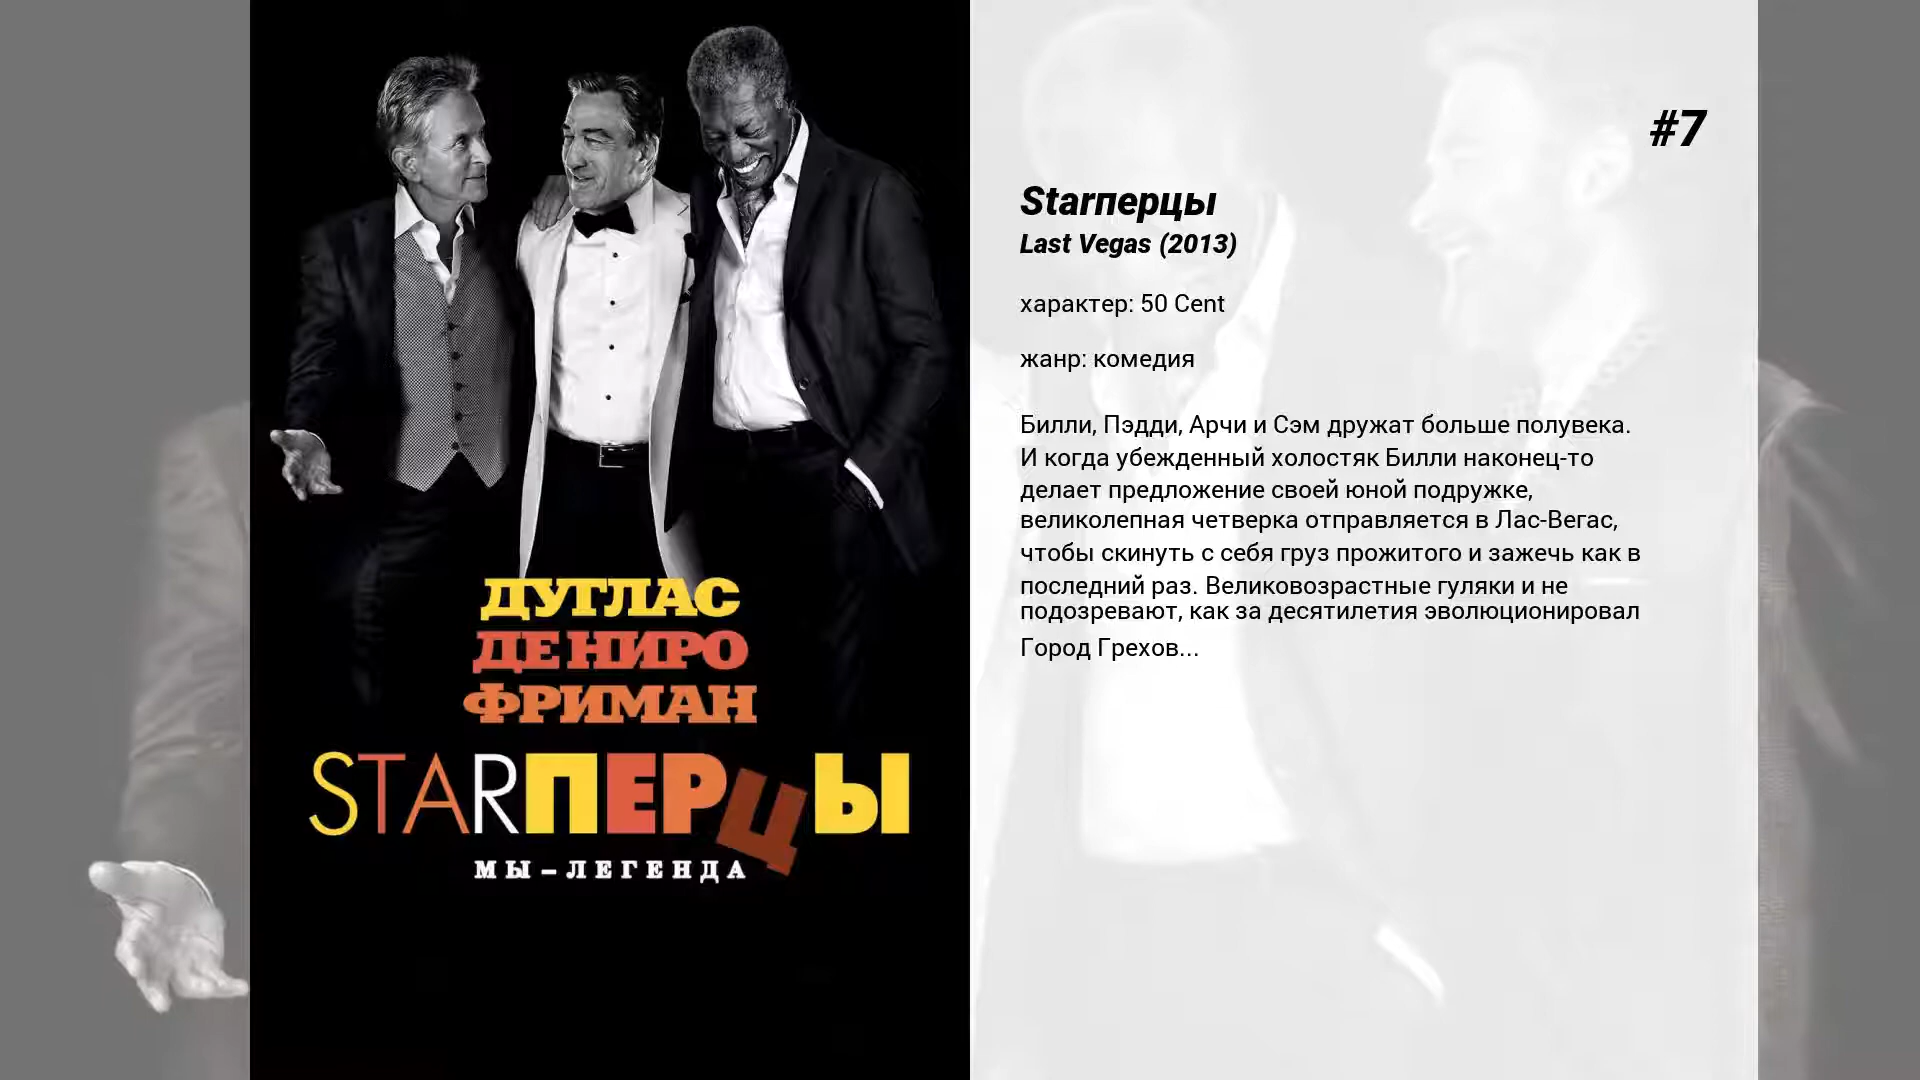 ДУГЛАС
ДЕ НИРО
ФРИМАН
STARПЕРЦЫ
МЫ – ЛЕГЕНДА
#7
Starперцы
Last Vegas (2013)
характер: 50 Cent
жанр: комедия
Билли, Пэдди, Арчи и Сэм дружат больше полувека.
И когда убежденный холостяк Билли наконец-то
делает предложение своей юной подружке,
великолепная четверка отправляется в Лас-Вегас,
чтобы скинуть с себя груз прожитого и зажечь как в
последний раз. Великовозрастные гуляки и не
подозревают, как за десятилетия эволюционировал
Город Грехов...